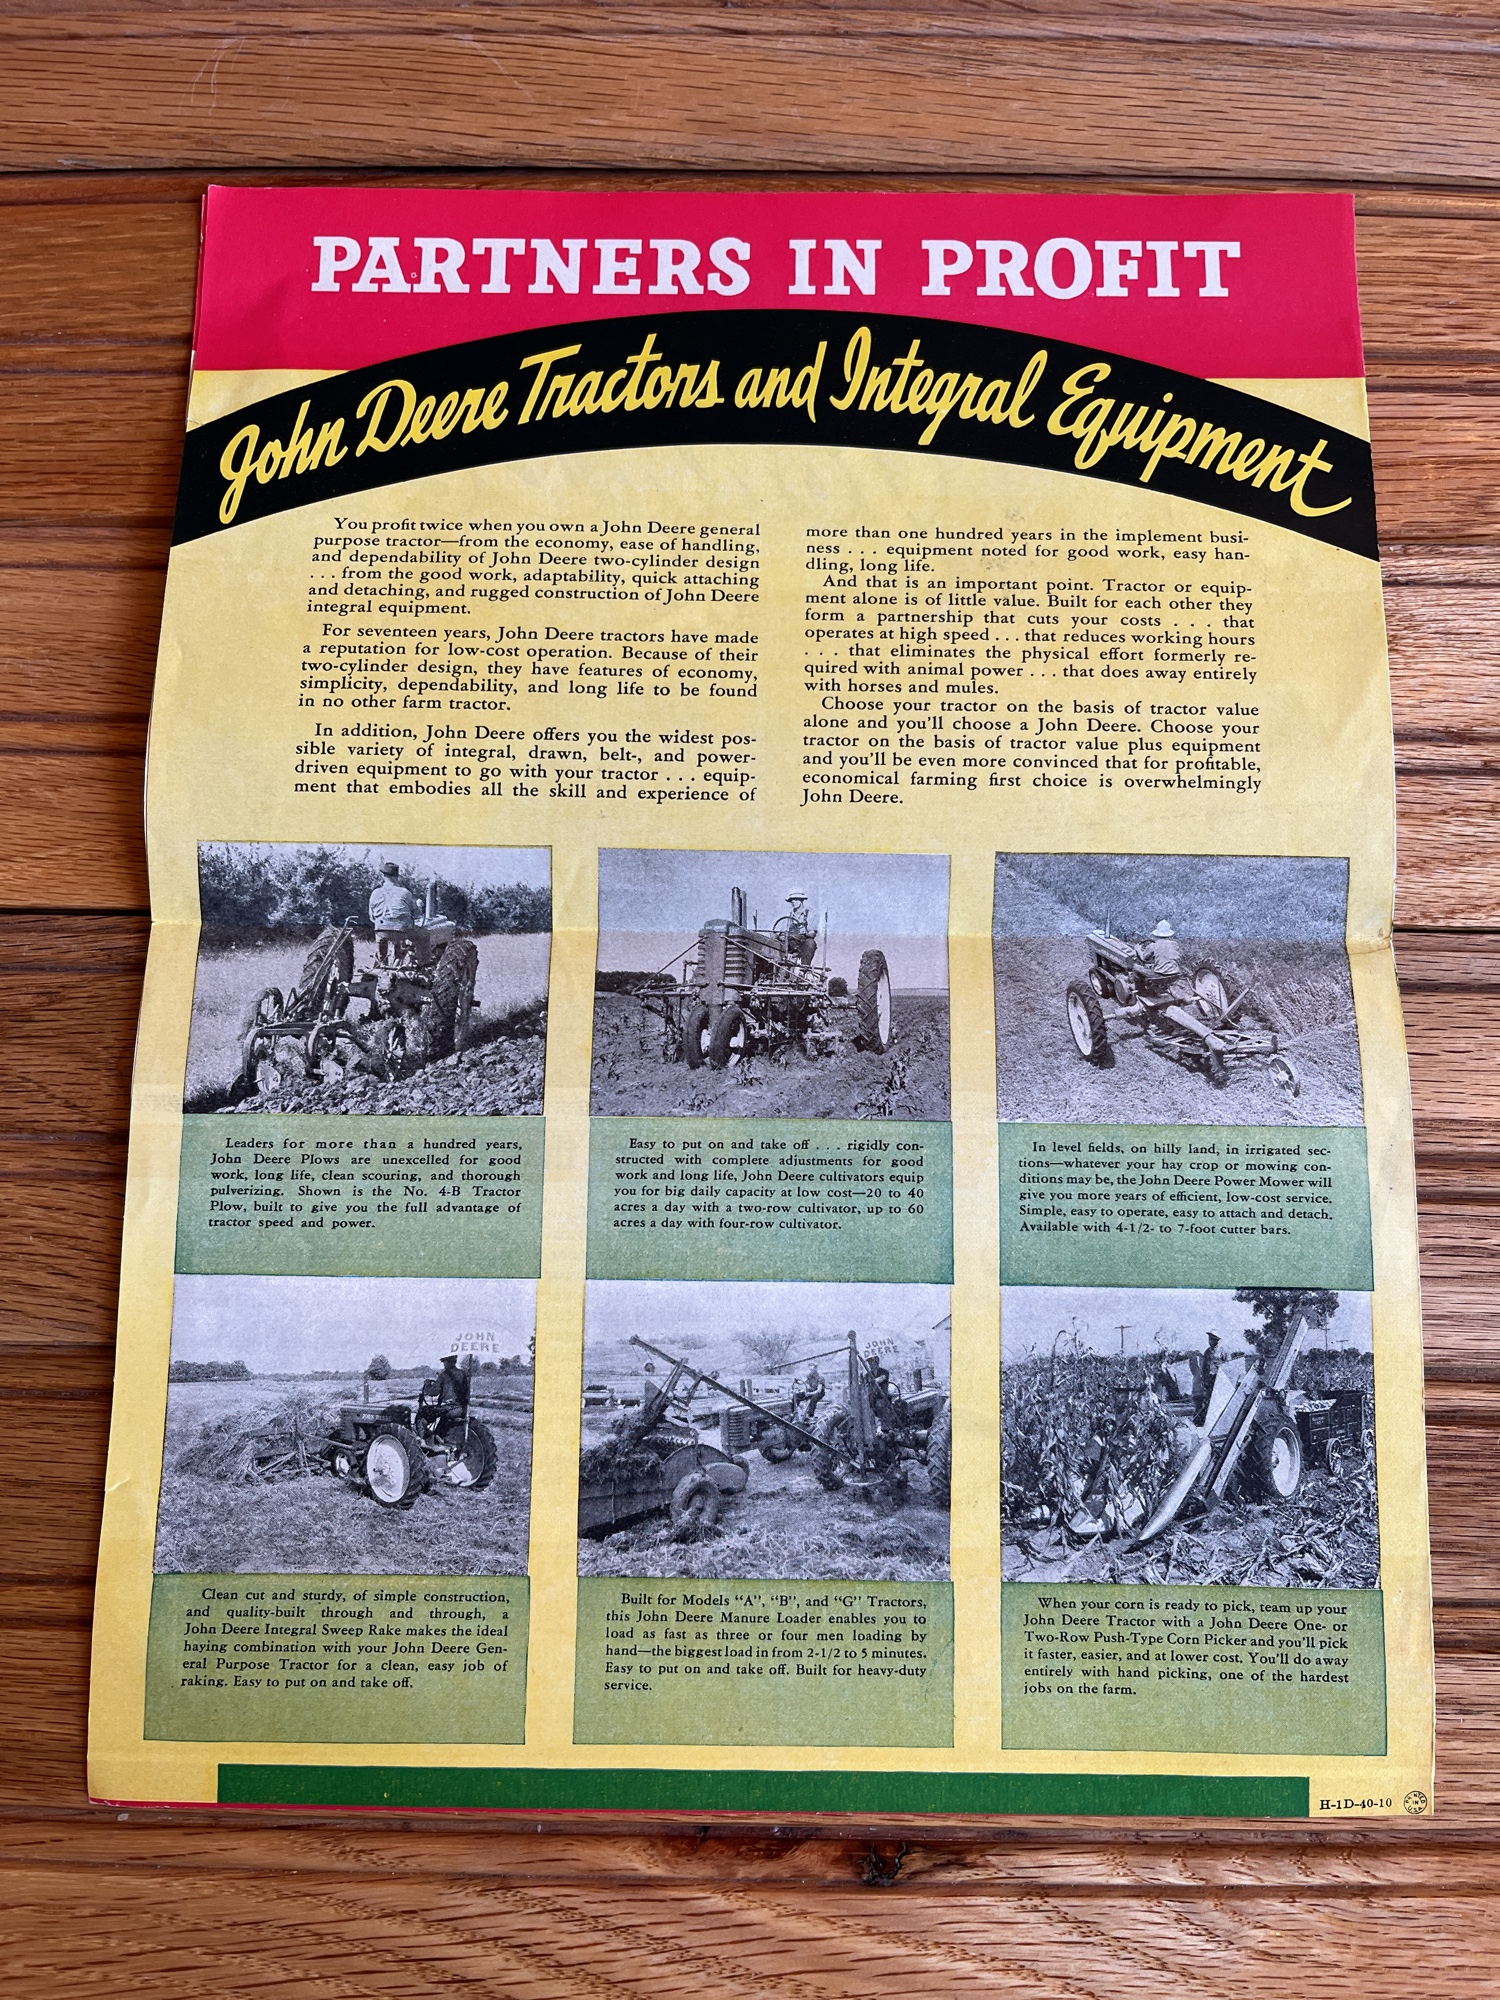 PARTNERS IN PROFIT
John Deere Tractors and Integral Equipment
You profit twice when you own a John Deere general
purpose tractor—from the economy, ease of handling,
and dependability of John Deere two-cylinder design
. . . from the good work, adaptability, quick attaching
and detaching, and rugged construction of John Deere
integral equipment.
For seventeen years, John Deere tractors have made
a reputation for low-cost operation. Because of their
two-cylinder design, they have features of economy,
simplicity, dependability, and long life to be found
in no other farm tractor.
In addition, John Deere offers you the widest pos-
sible variety of integral, drawn, belt-, and power-
driven equipment to go with your tractor . . . equip-
ment that embodies all the skill and experience of
more than one hundred years in the implement busi-
ness . . . equipment noted for good work, easy han-
dling, long life.
And that is an important point. Tractor or equip-
ment alone is of little value. Built for each other they
form a partnership that cuts your costs . . . that
operates at high speed . . . that reduces working hours
. . . that eliminates the physical effort formerly re-
quired with animal power . . . that does away entirely
with horses and mules.
Choose your tractor on the basis of tractor value
alone and you'll choose a John Deere. Choose your
tractor on the basis of tractor value plus equipment
and you'll be even more convinced that for profitable,
economical farming first choice is overwhelmingly
John Deere.
Leaders for more than a hundred years,
John Deere Plows are unexcelled for good
work, long life, clean scouring, and thorough
pulverizing. Shown is the No. 4-B Tractor
Plow, built to give you the full advantage of
tractor speed and power.
Easy to put on and take off . . . rigidly con-
structed with complete adjustments for good
work and long life, John Deere cultivators equip
you for big daily capacity at low cost—20 to 40
acres a day with a two-row cultivator, up to 60
acres a day with four-row cultivator.
In level fields, on hilly land, in irrigated sec-
tions—whatever your hay crop or mowing con-
ditions may be, the John Deere Power Mower will
give you more years of efficient, low-cost service.
Simple, easy to operate, easy to attach and detach.
Available with 4-1/2- to 7-foot cutter bars.
JOHN
DEERE
JOHN
DEERE
Clean cut and sturdy, of simple construction,
and quality-built through and through, a
John Deere Integral Sweep Rake makes the ideal
haying combination with your John Deere Gen-
eral Purpose Tractor for a clean, easy job of
raking. Easy to put on and take off.
Built for Models "A", "B", and "G" Tractors,
this John Deere Manure Loader enables you to
load as fast as three or four men loading by
hand—the biggest load in from 2-1/2 to 5 minutes.
Easy to put on and take off. Built for heavy-duty
service.
When your corn is ready to pick, team up your
John Deere Tractor with a John Deere One- or
Two-Row Push-Type Corn Picker and you'll pick
it faster, easier, and at lower cost. You'll do away
entirely with hand picking, one of the hardest
jobs on the farm.
H-1D-40-10
PRINTED
IN
U.S.A.